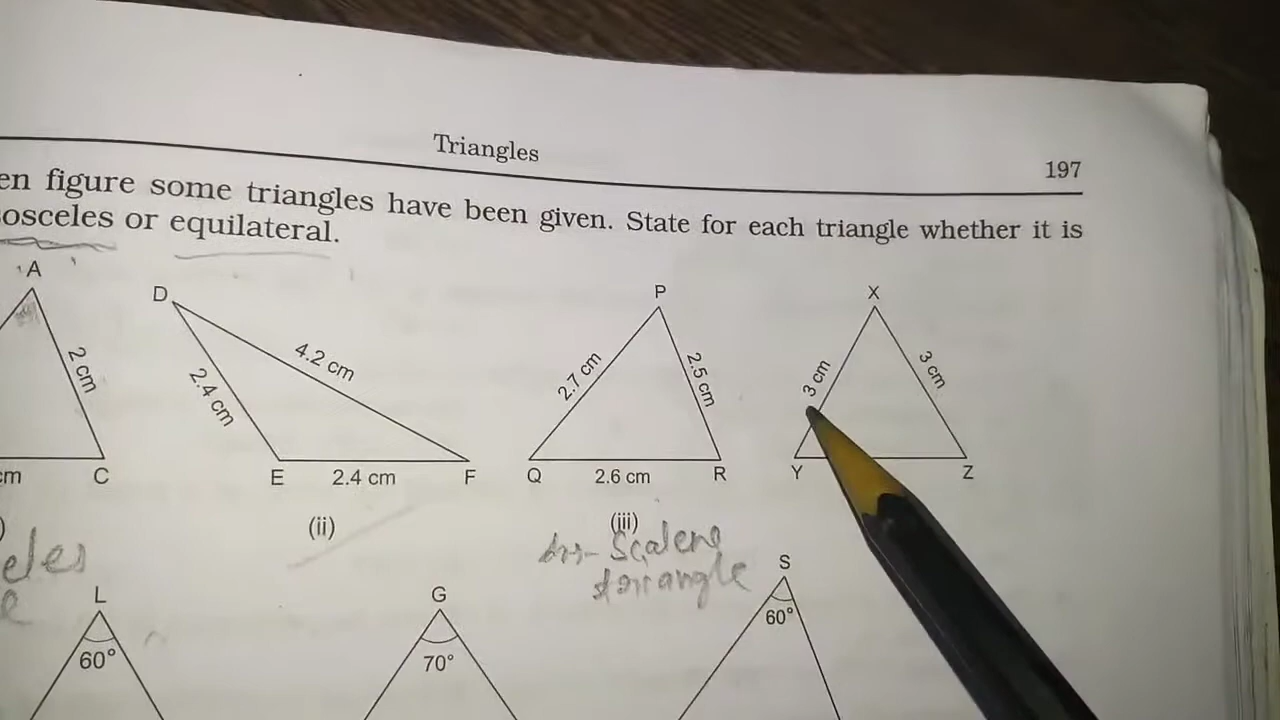 Triangles
197
en figure some triangles have been given. State for each triangle whether it is
osceles or equilateral.
A
D
P
X
2 cm
2.4 cm
4.2 cm
2.7 cm
2.5 cm
3 cm
3 cm
cm
C
E
2.4 cm
F
Q
2.6 cm
R
Y
Z
)
(ii)
(iii)
eles
Scalene
e
triangle
L
G
S
60°
70°
60°